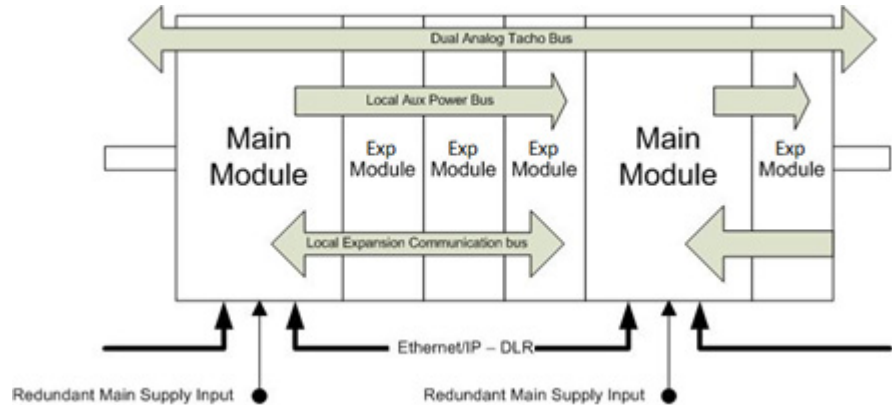 Dual Analog Tacho Bus
Local Aux Power Bus
Main
Module
Exp
Module
Exp
Module
Exp
Module
Main
Module
Exp
Module
Local Expansion Communication bus
Ethernet/IP – DLR
Redundant Main Supply Input
Redundant Main Supply Input